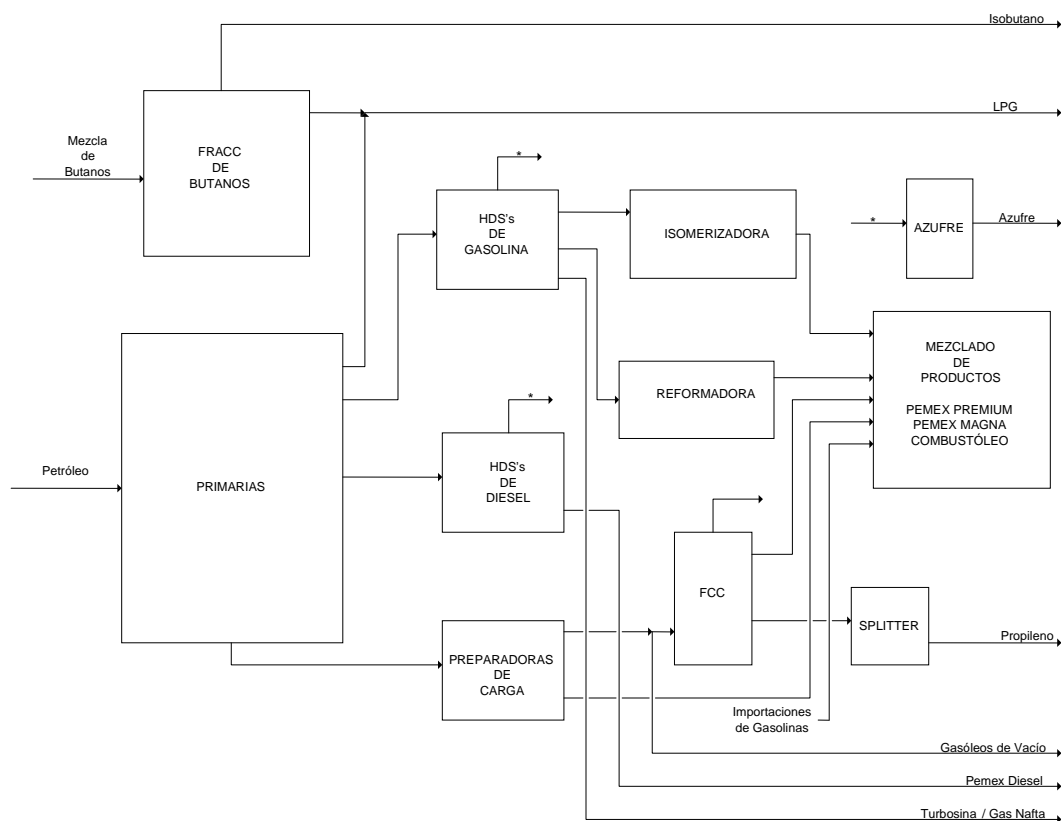 Isobutano
LPG
Mezcla
de
Butanos
FRACC
DE
BUTANOS
*
HDS's
DE
GASOLINA
ISOMERIZADORA
*
AZUFRE
Azufre
MEZCLADO
DE
PRODUCTOS
PEMEX PREMIUM
PEMEX MAGNA
COMBUSTÓLEO
REFORMADORA
*
HDS's
DE
DIESEL
Petróleo
PRIMARIAS
FCC
SPLITTER
Propileno
PREPARADORAS
DE
CARGA
Importaciones
de Gasolinas
Gasóleos de Vacío
Pemex Diesel
Turbosina / Gas Nafta